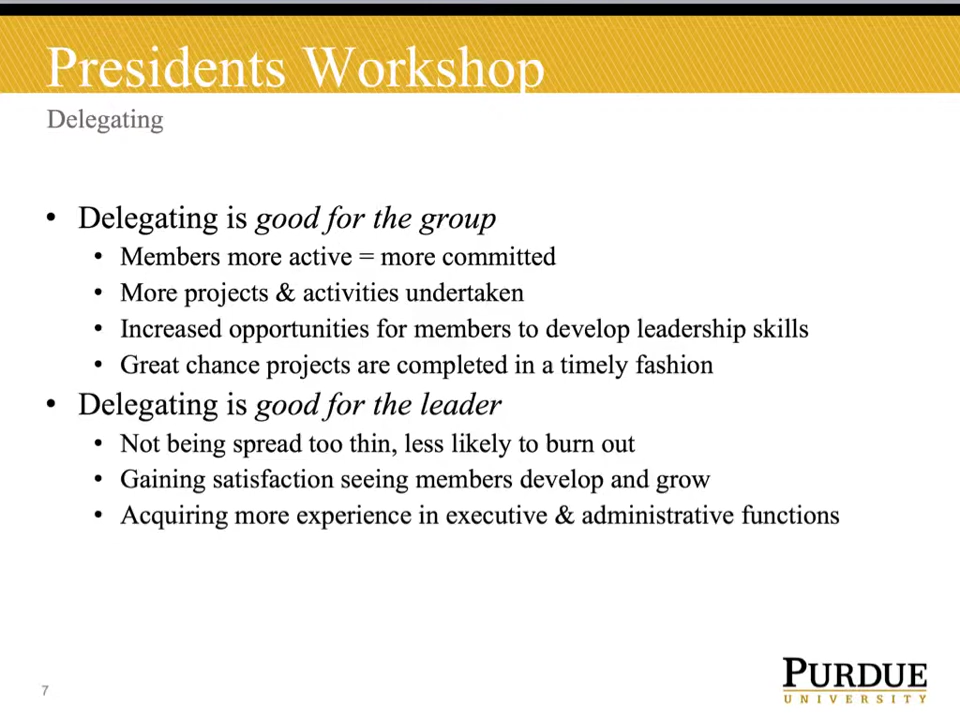 Presidents Workshop
Delegating
• Delegating is good for the group
• Members more active = more committed
• More projects & activities undertaken
• Increased opportunities for members to develop leadership skills
• Great chance projects are completed in a timely fashion
• Delegating is good for the leader
• Not being spread too thin, less likely to burn out
• Gaining satisfaction seeing members develop and grow
• Acquiring more experience in executive & administrative functions
7
PURDUE
UNIVERSITY